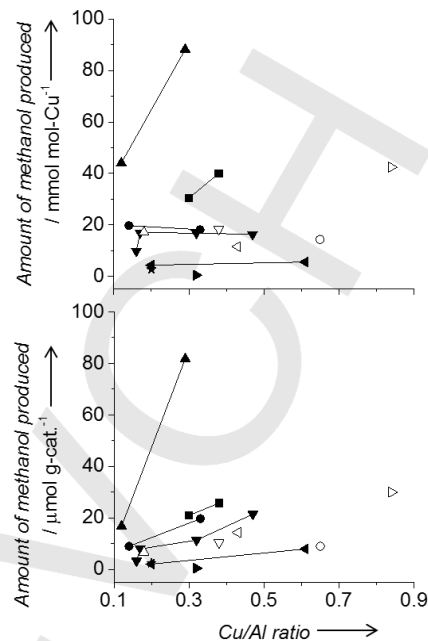 Amount of methanol produced
/ mmol mol-Cu⁻¹
100
80
60
40
20
0
Amount of methanol produced
/ μmol g-cat.⁻¹
100
80
60
40
20
0
0.1 0.3 0.5 0.7 0.9
Cu/Al ratio